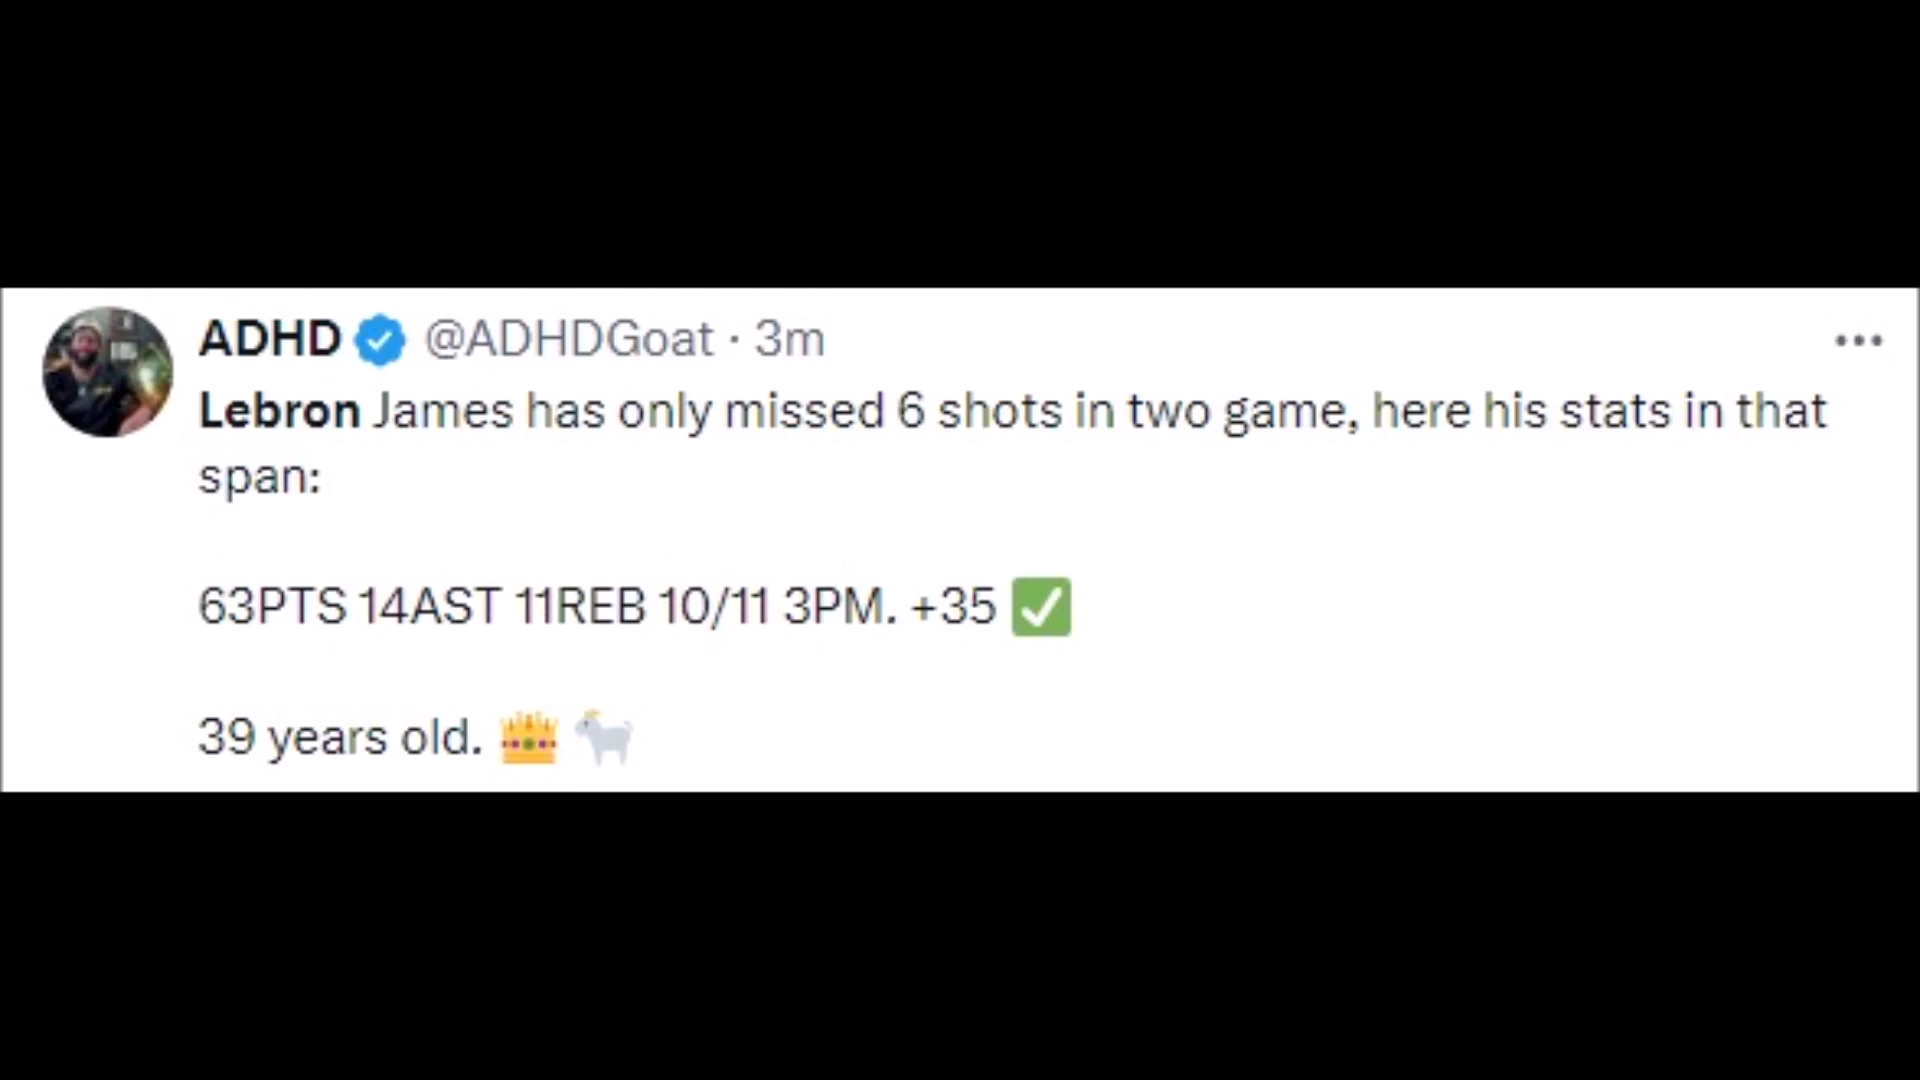 ADHD @ADHDGoat · 3m
Lebron James has only missed 6 shots in two game, here his stats in that
span:
63PTS 14AST 11REB 10/11 3PM. +35 ✅
39 years old. 👑 🐐